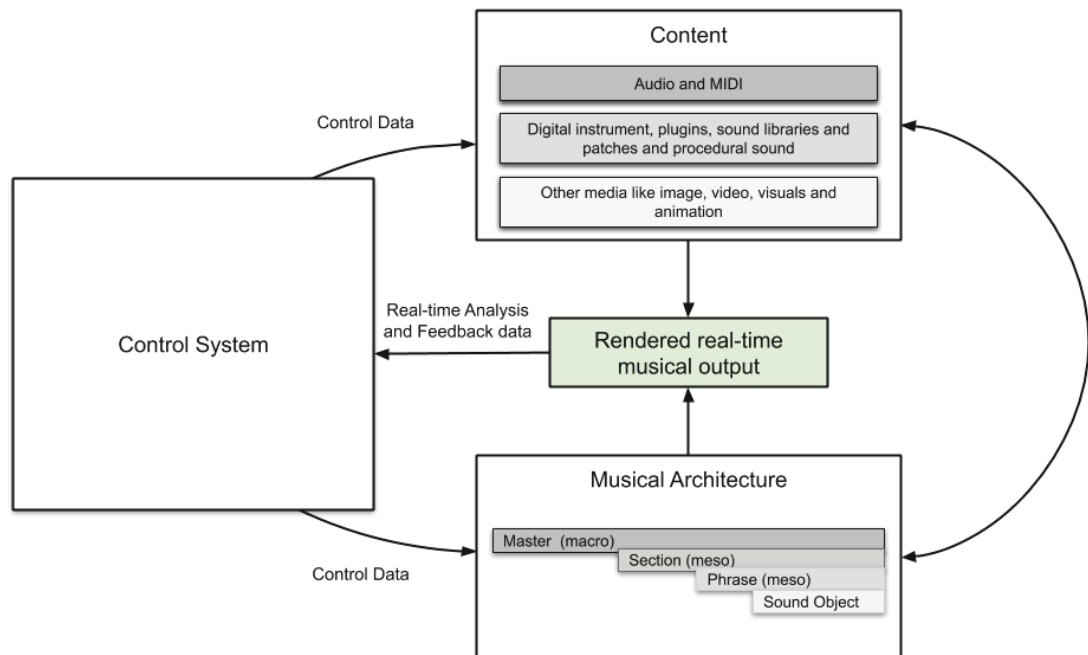 Content
Audio and MIDI
Digital instrument, plugins, sound libraries and
patches and procedural sound
Other media like image, video, visuals and
animation
Control Data
Control System
Real-time Analysis
and Feedback data
Rendered real-time
musical output
Musical Architecture
Master (macro)
Section (meso)
Phrase (meso)
Sound Object
Control Data